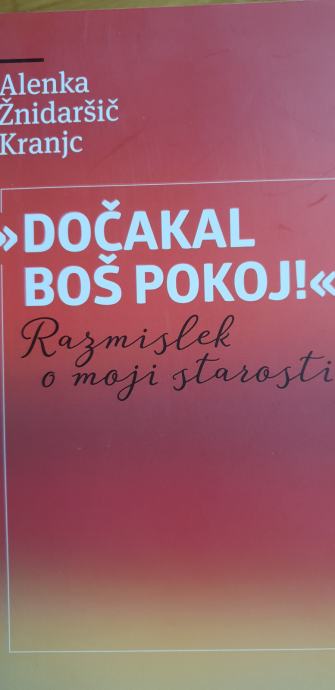 Alenka
Žnidaršič
Kranjc
»DOČAKAL
BOŠ POKOJ!«
Razmislek
o moji starosti